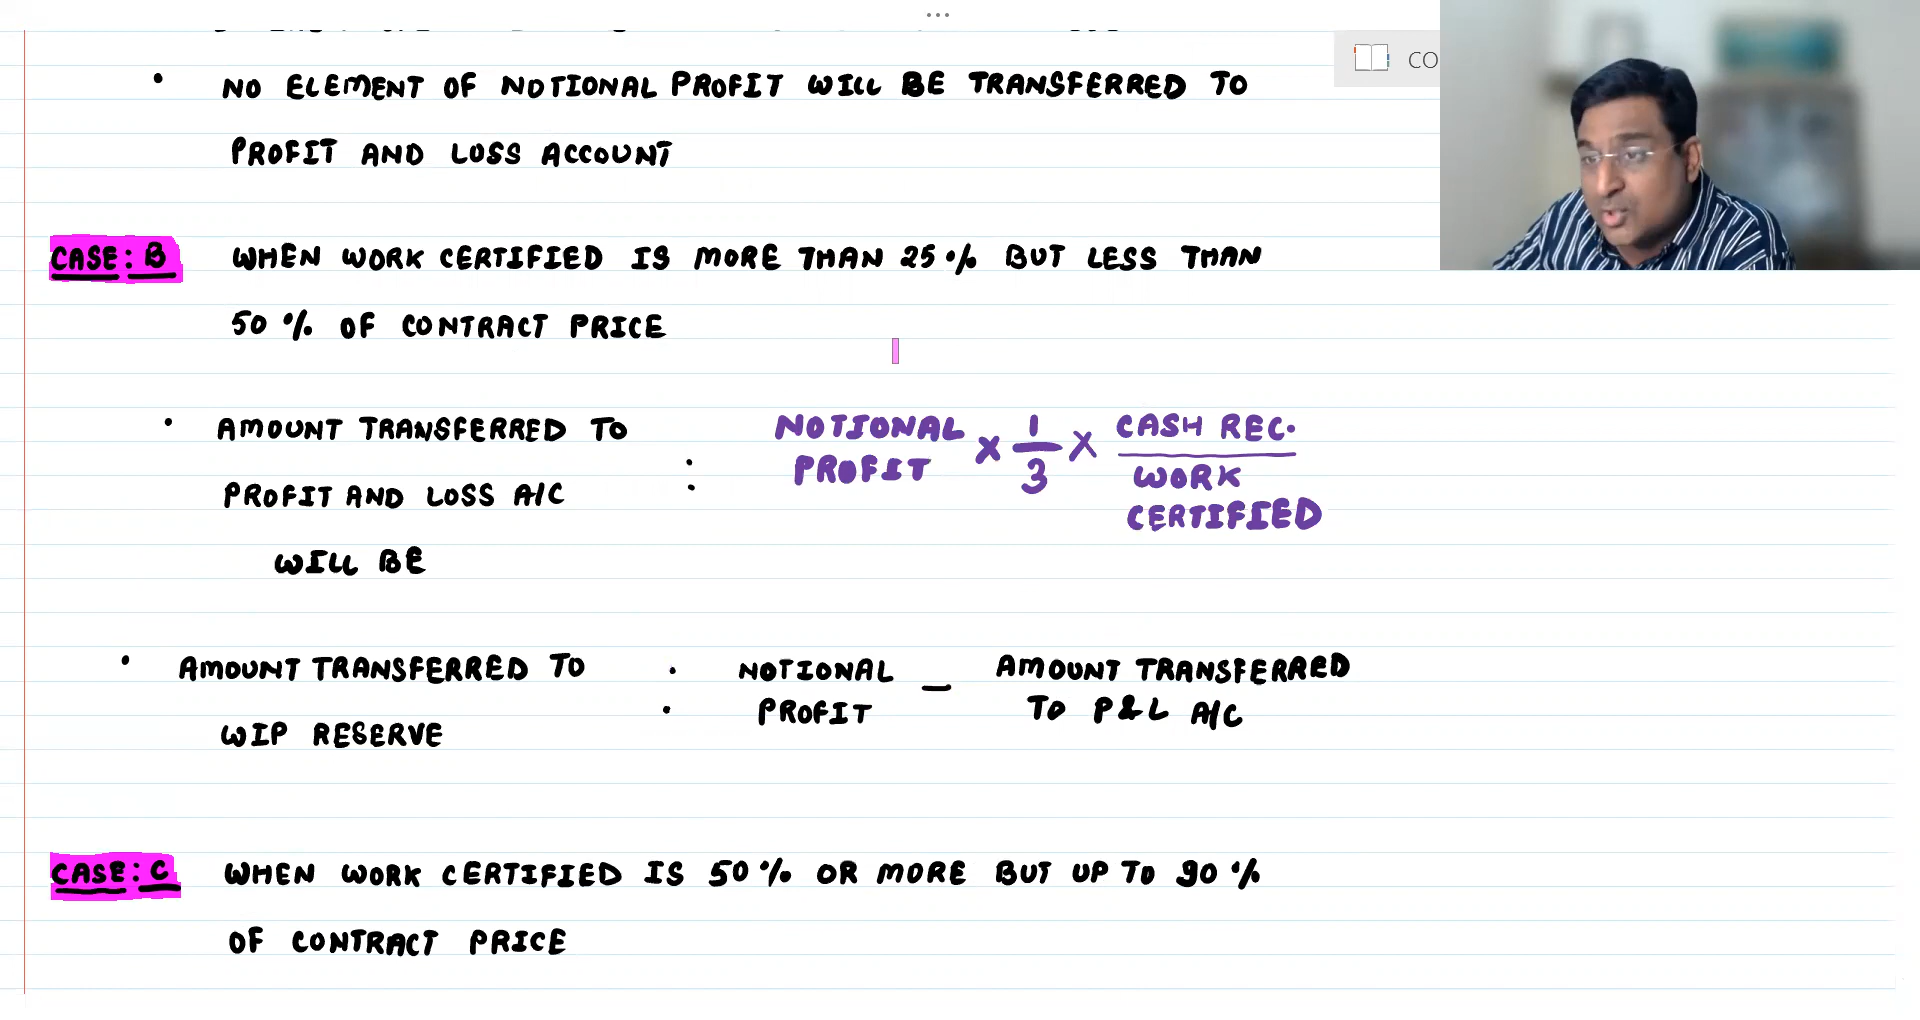 • NO ELEMENT OF NOTIONAL PROFIT WILL BE TRANSFERRED TO
PROFIT AND LOSS ACCOUNT
CASE: B WHEN WORK CERTIFIED IS MORE THAN 25% BUT LESS THAN
50% OF CONTRACT PRICE
• AMOUNT TRANSFERRED TO
PROFIT AND LOSS A/C
WILL BE
:
NOTIONAL
PROFIT
× 1/3 ×
CASH REC.
WORK
CERTIFIED
• AMOUNT TRANSFERRED TO
WIP RESERVE
:
NOTIONAL
PROFIT
–
AMOUNT TRANSFERRED
TO P&L A/C
CASE: C WHEN WORK CERTIFIED IS 50% OR MORE BUT UP TO 90%
OF CONTRACT PRICE
CO